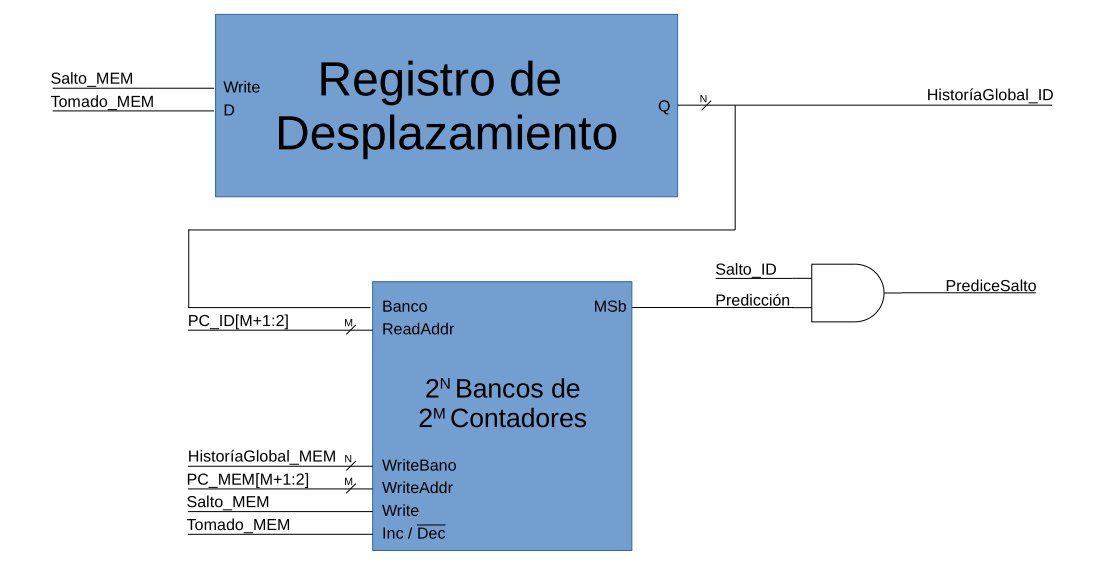 Salto_MEM
Tomado_MEM
Write
D
Registro de
Desplazamiento
Q
N
HistoríaGlobal_ID
Salto_ID
Predicción
PrediceSalto
Banco
MSb
PC_ID[M+1:2]
M
ReadAddr
2N Bancos de
2M Contadores
HistoríaGlobal_MEM
N
WriteBano
PC_MEM[M+1:2]
M
WriteAddr
Salto_MEM
Write
Tomado_MEM
Inc / Dec